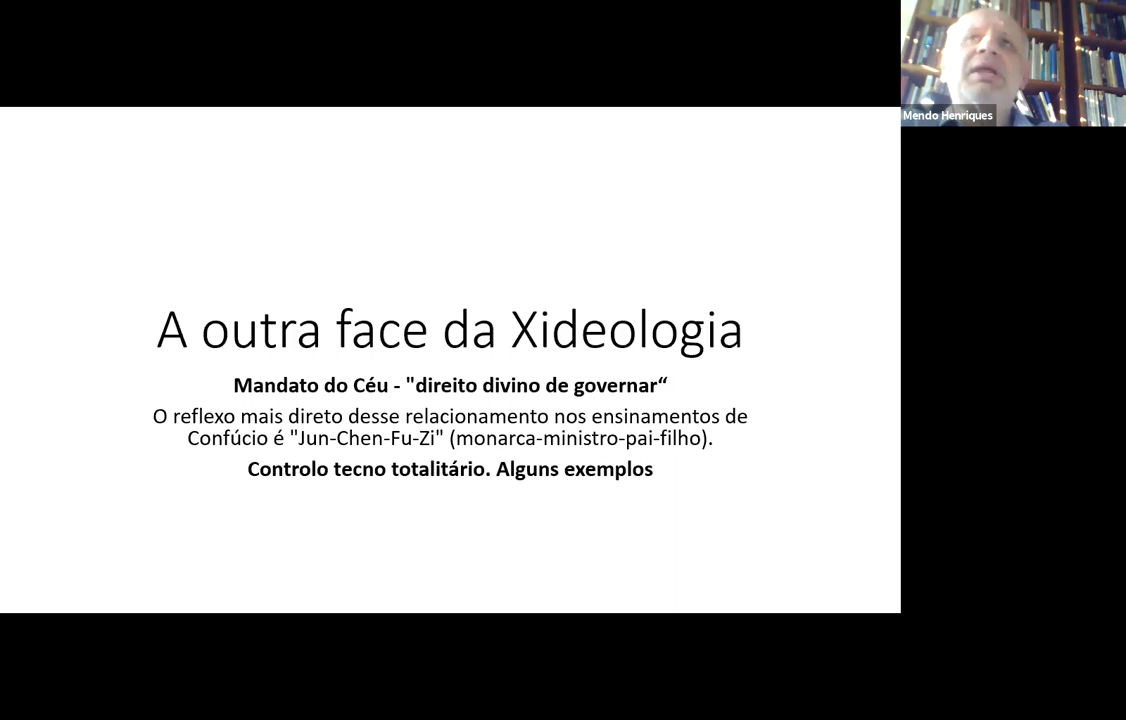 Mendo Henriques
A outra face da Xideologia
Mandato do Céu - "direito divino de governar“
O reflexo mais direto desse relacionamento nos ensinamentos de
Confúcio é "Jun-Chen-Fu-Zi" (monarca-ministro-pai-filho).
Controlo tecno totalitário. Alguns exemplos